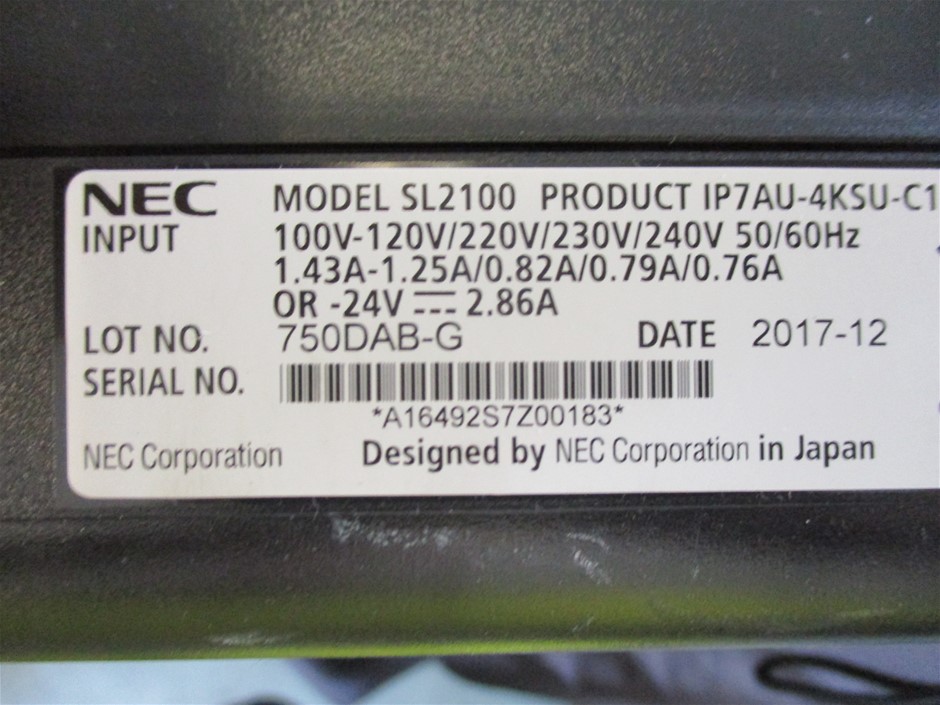 NEC MODEL SL2100 PRODUCT IP7AU-4KSU-C1
INPUT 100V-120V/220V/230V/240V 50/60Hz
1.43A-1.25A/0.82A/0.79A/0.76A
OR -24V ⎓ 2.86A
LOT NO. 750DAB-G DATE 2017-12
SERIAL NO.
*A16492S7Z00183*
NEC Corporation Designed by NEC Corporation in Japan